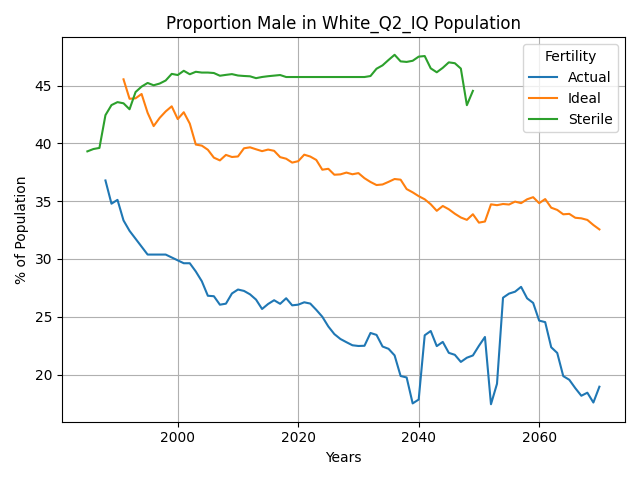 Proportion Male in White_Q2_IQ Population
Fertility
Actual
Ideal
Sterile
% of Population
45
40
35
30
25
20
2000
2020
2040
2060
Years